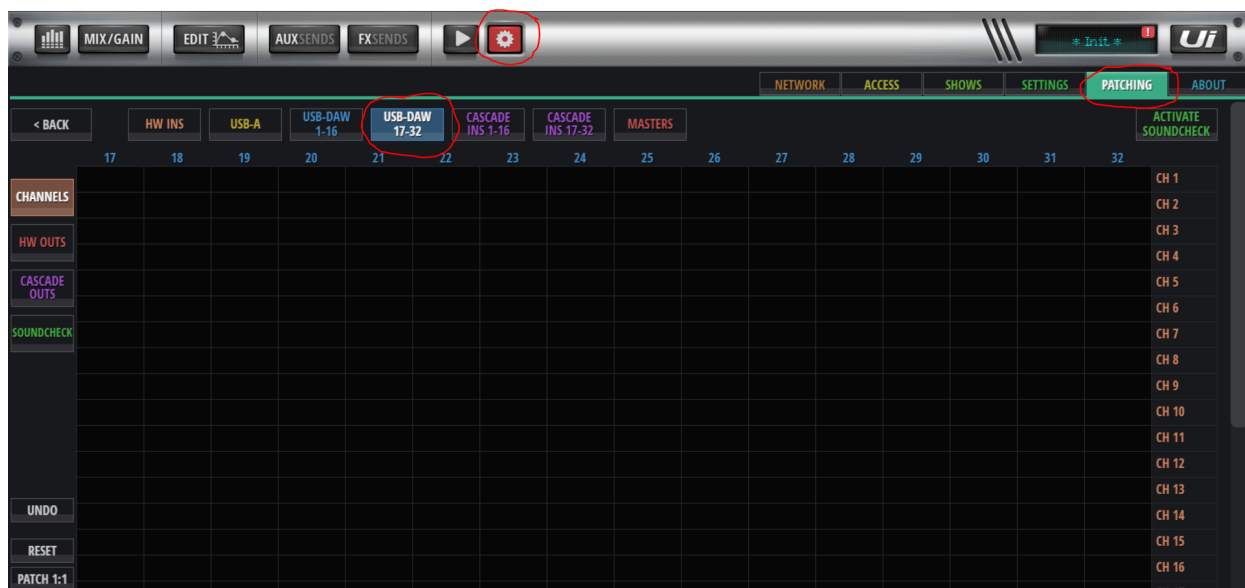 MIX/GAIN EDIT AUXSENDS FXSENDS * Init * ! Ui
NETWORK ACCESS SHOWS SETTINGS PATCHING ABOUT
< BACK HW INS USB-A USB-DAW 1-16 USB-DAW 17-32 CASCADE INS 1-16 CASCADE INS 17-32 MASTERS ACTIVATE SOUNDCHECK
17 18 19 20 21 22 23 24 25 26 27 28 29 30 31 32
CHANNELS
HW OUTS
CASCADE
OUTS
SOUNDCHECK
UNDO
RESET
PATCH 1:1
CH 1
CH 2
CH 3
CH 4
CH 5
CH 6
CH 7
CH 8
CH 9
CH 10
CH 11
CH 12
CH 13
CH 14
CH 15
CH 16